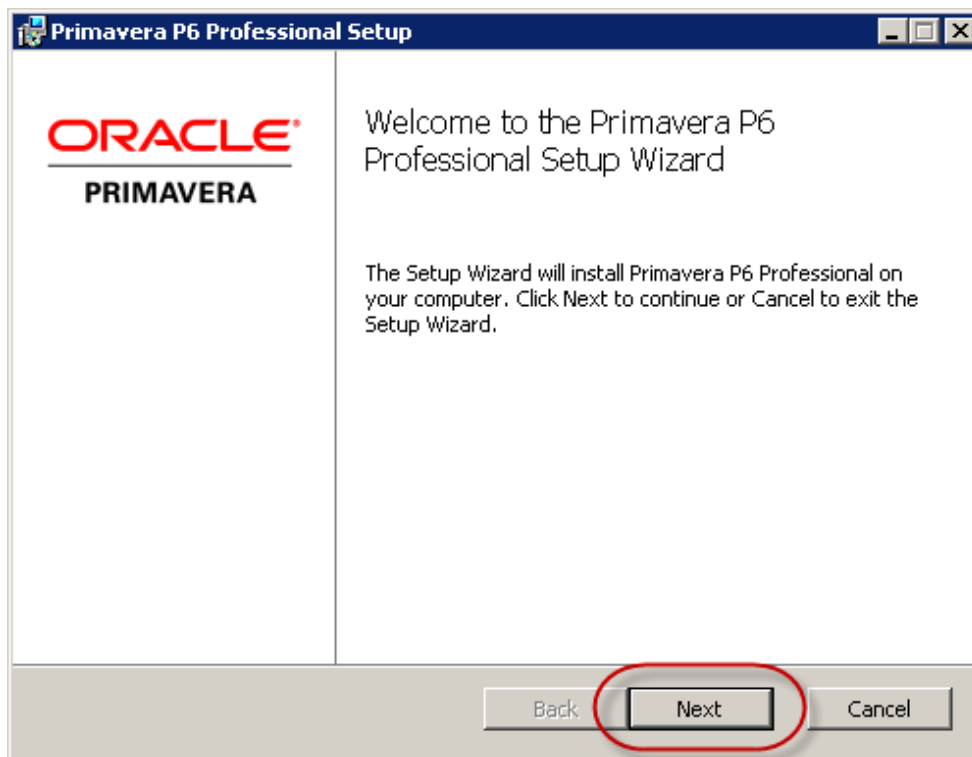 Primavera P6 Professional Setup
ORACLE
PRIMAVERA
Welcome to the Primavera P6
Professional Setup Wizard
The Setup Wizard will install Primavera P6 Professional on
your computer. Click Next to continue or Cancel to exit the
Setup Wizard.
Back Next Cancel